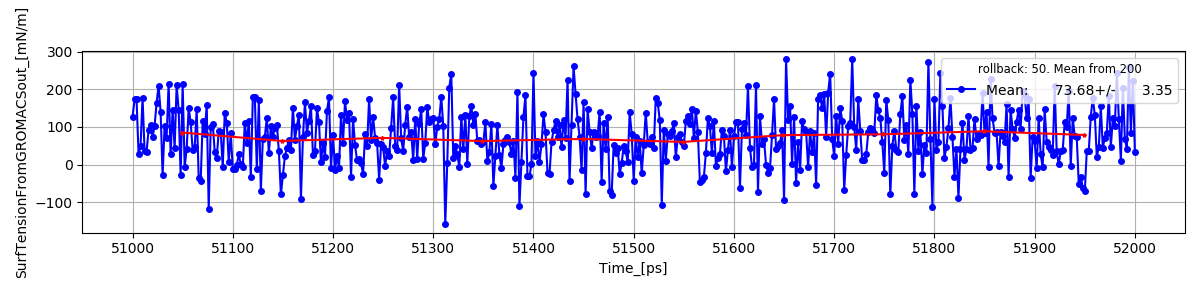 SurfTensionFromGROMACSout_[mN/m]
300
200
100
0
−100
rollback: 50. Mean from 200
Mean: 73.68+/- 3.35
51000 51100 51200 51300 51400 51500 51600 51700 51800 51900 52000
Time_[ps]